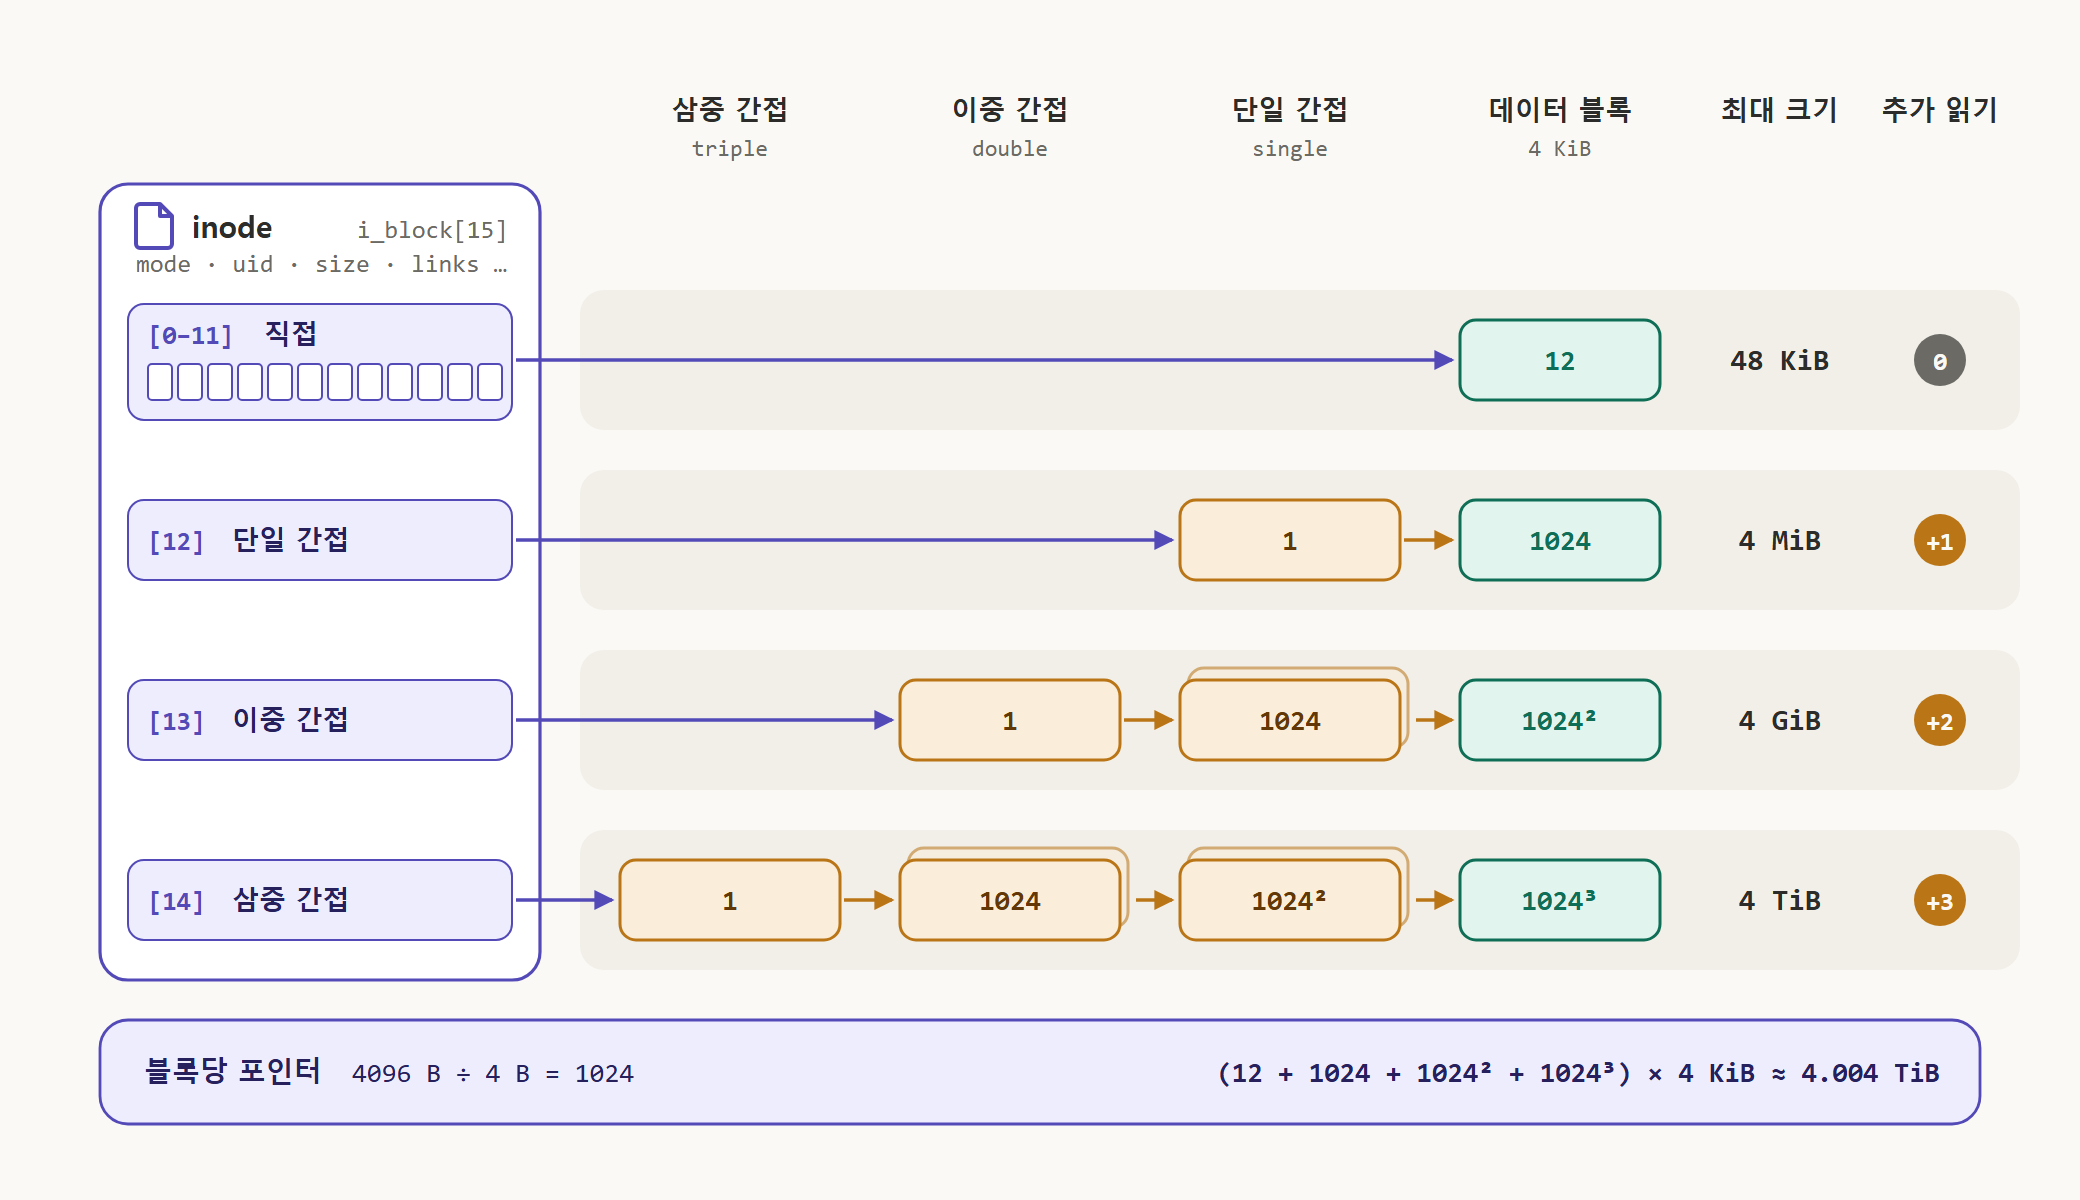 삼중 간접 이중 간접 단일 간접 데이터 블록 최대 크기 추가 읽기
triple double single 4 KiB
inode i_block[15]
mode · uid · size · links …
[0–11] 직접
12 48 KiB 0
[12] 단일 간접 1 1024 4 MiB +1
[13] 이중 간접 1 1024 1024² 4 GiB +2
[14] 삼중 간접 1 1024 1024² 1024³ 4 TiB +3
블록당 포인터 4096 B ÷ 4 B = 1024 (12 + 1024 + 1024² + 1024³) × 4 KiB ≈ 4.004 TiB